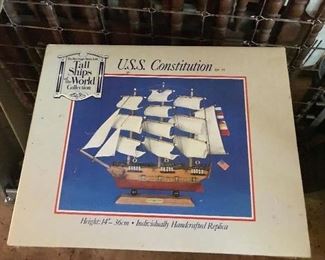 Tall
Ships
of the
World
Collection
U.S.S. Constitution
Height: 14" – 36cm • Individually Handcrafted Replica